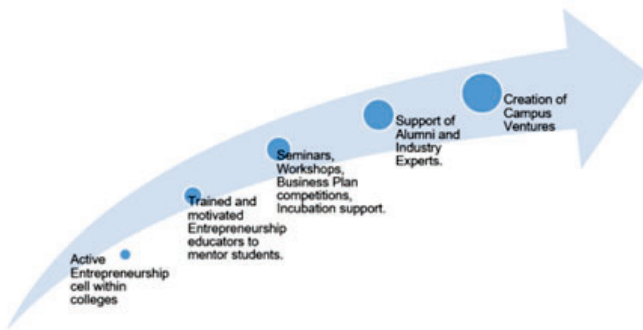 Active
Entrepreneurship
cell within
colleges
Trained and
motivated
Entrepreneurship
educators to
mentor students.
Seminars,
Workshops,
Business Plan
competitions,
Incubation support.
Support of
Alumni and
Industry
Experts.
Creation of
Campus
Ventures